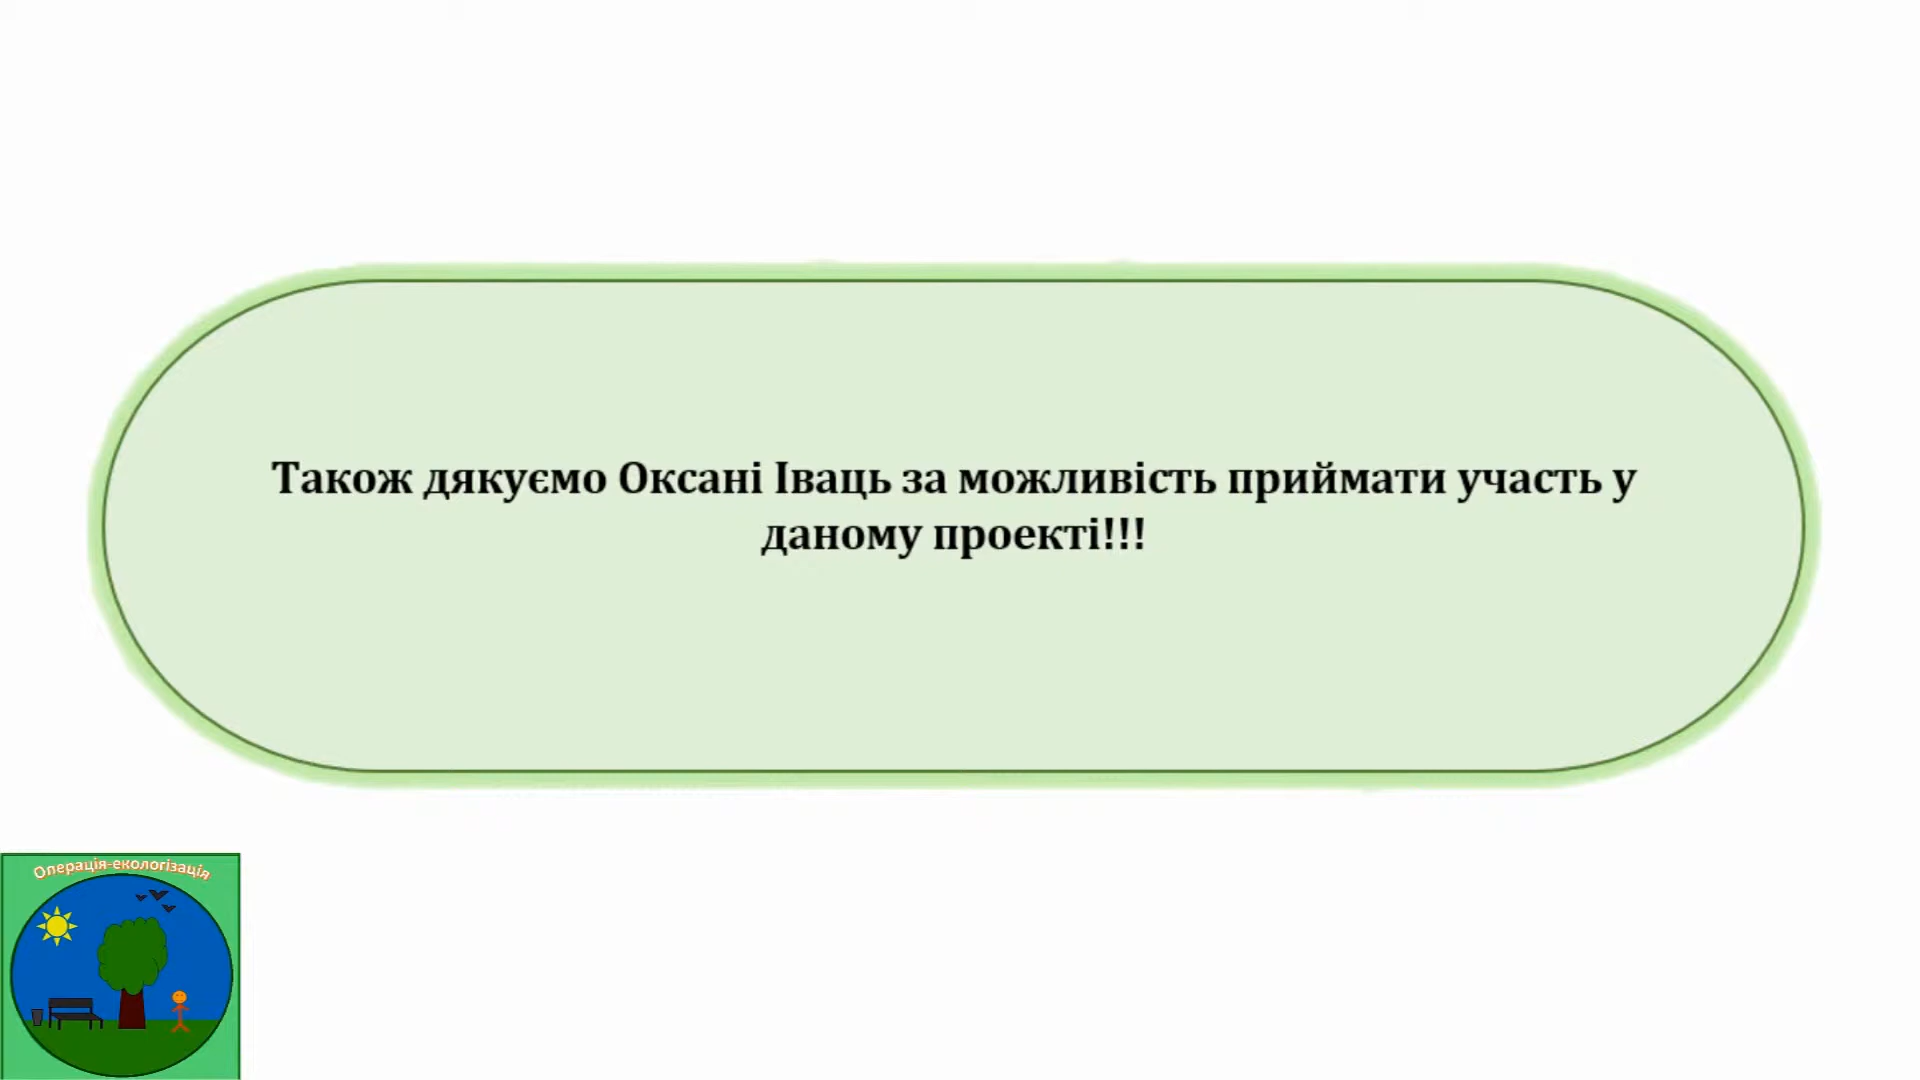 Також дякуємо Оксані Іваць за можливість приймати участь у
даному проекті!!!
Операція-екологізація